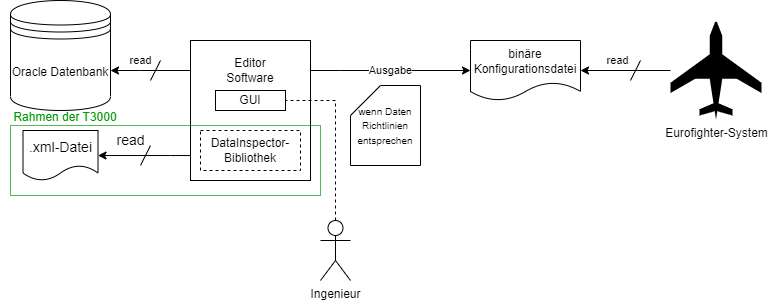 Oracle Datenbank
read
Editor
Software
GUI
Ausgabe
wenn Daten
Richtlinien
entsprechen
binäre
Konfigurationsdatei
read
Eurofighter-System
Rahmen der T3000
.xml-Datei
read
DataInspector-
Bibliothek
Ingenieur